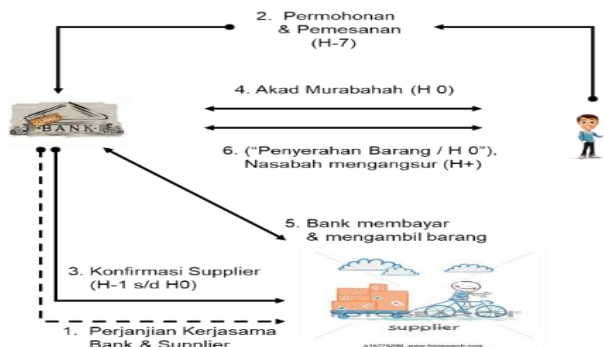 2. Permohonan
& Pemesanan
(H-7)
4. Akad Murabahah (H 0)
BANK
6. ("Penyerahan Barang / H 0"),
Nasabah mengangsur (H+)
5. Bank membayar
& mengambil barang
3. Konfirmasi Supplier
(H-1 s/d H0)
supplier
1. Perjanjian Kerjasama
Bank & Supplier